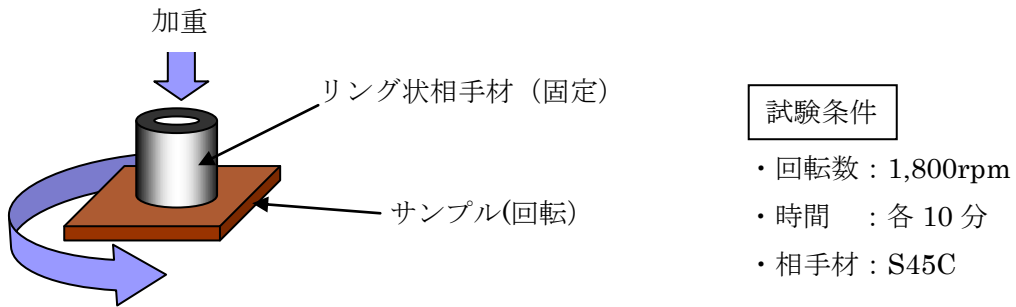 加重
リング状相手材（固定）
サンプル(回転）
試験条件
・回転数：1,800rpm
・時間　：各 10 分
・相手材：S45C